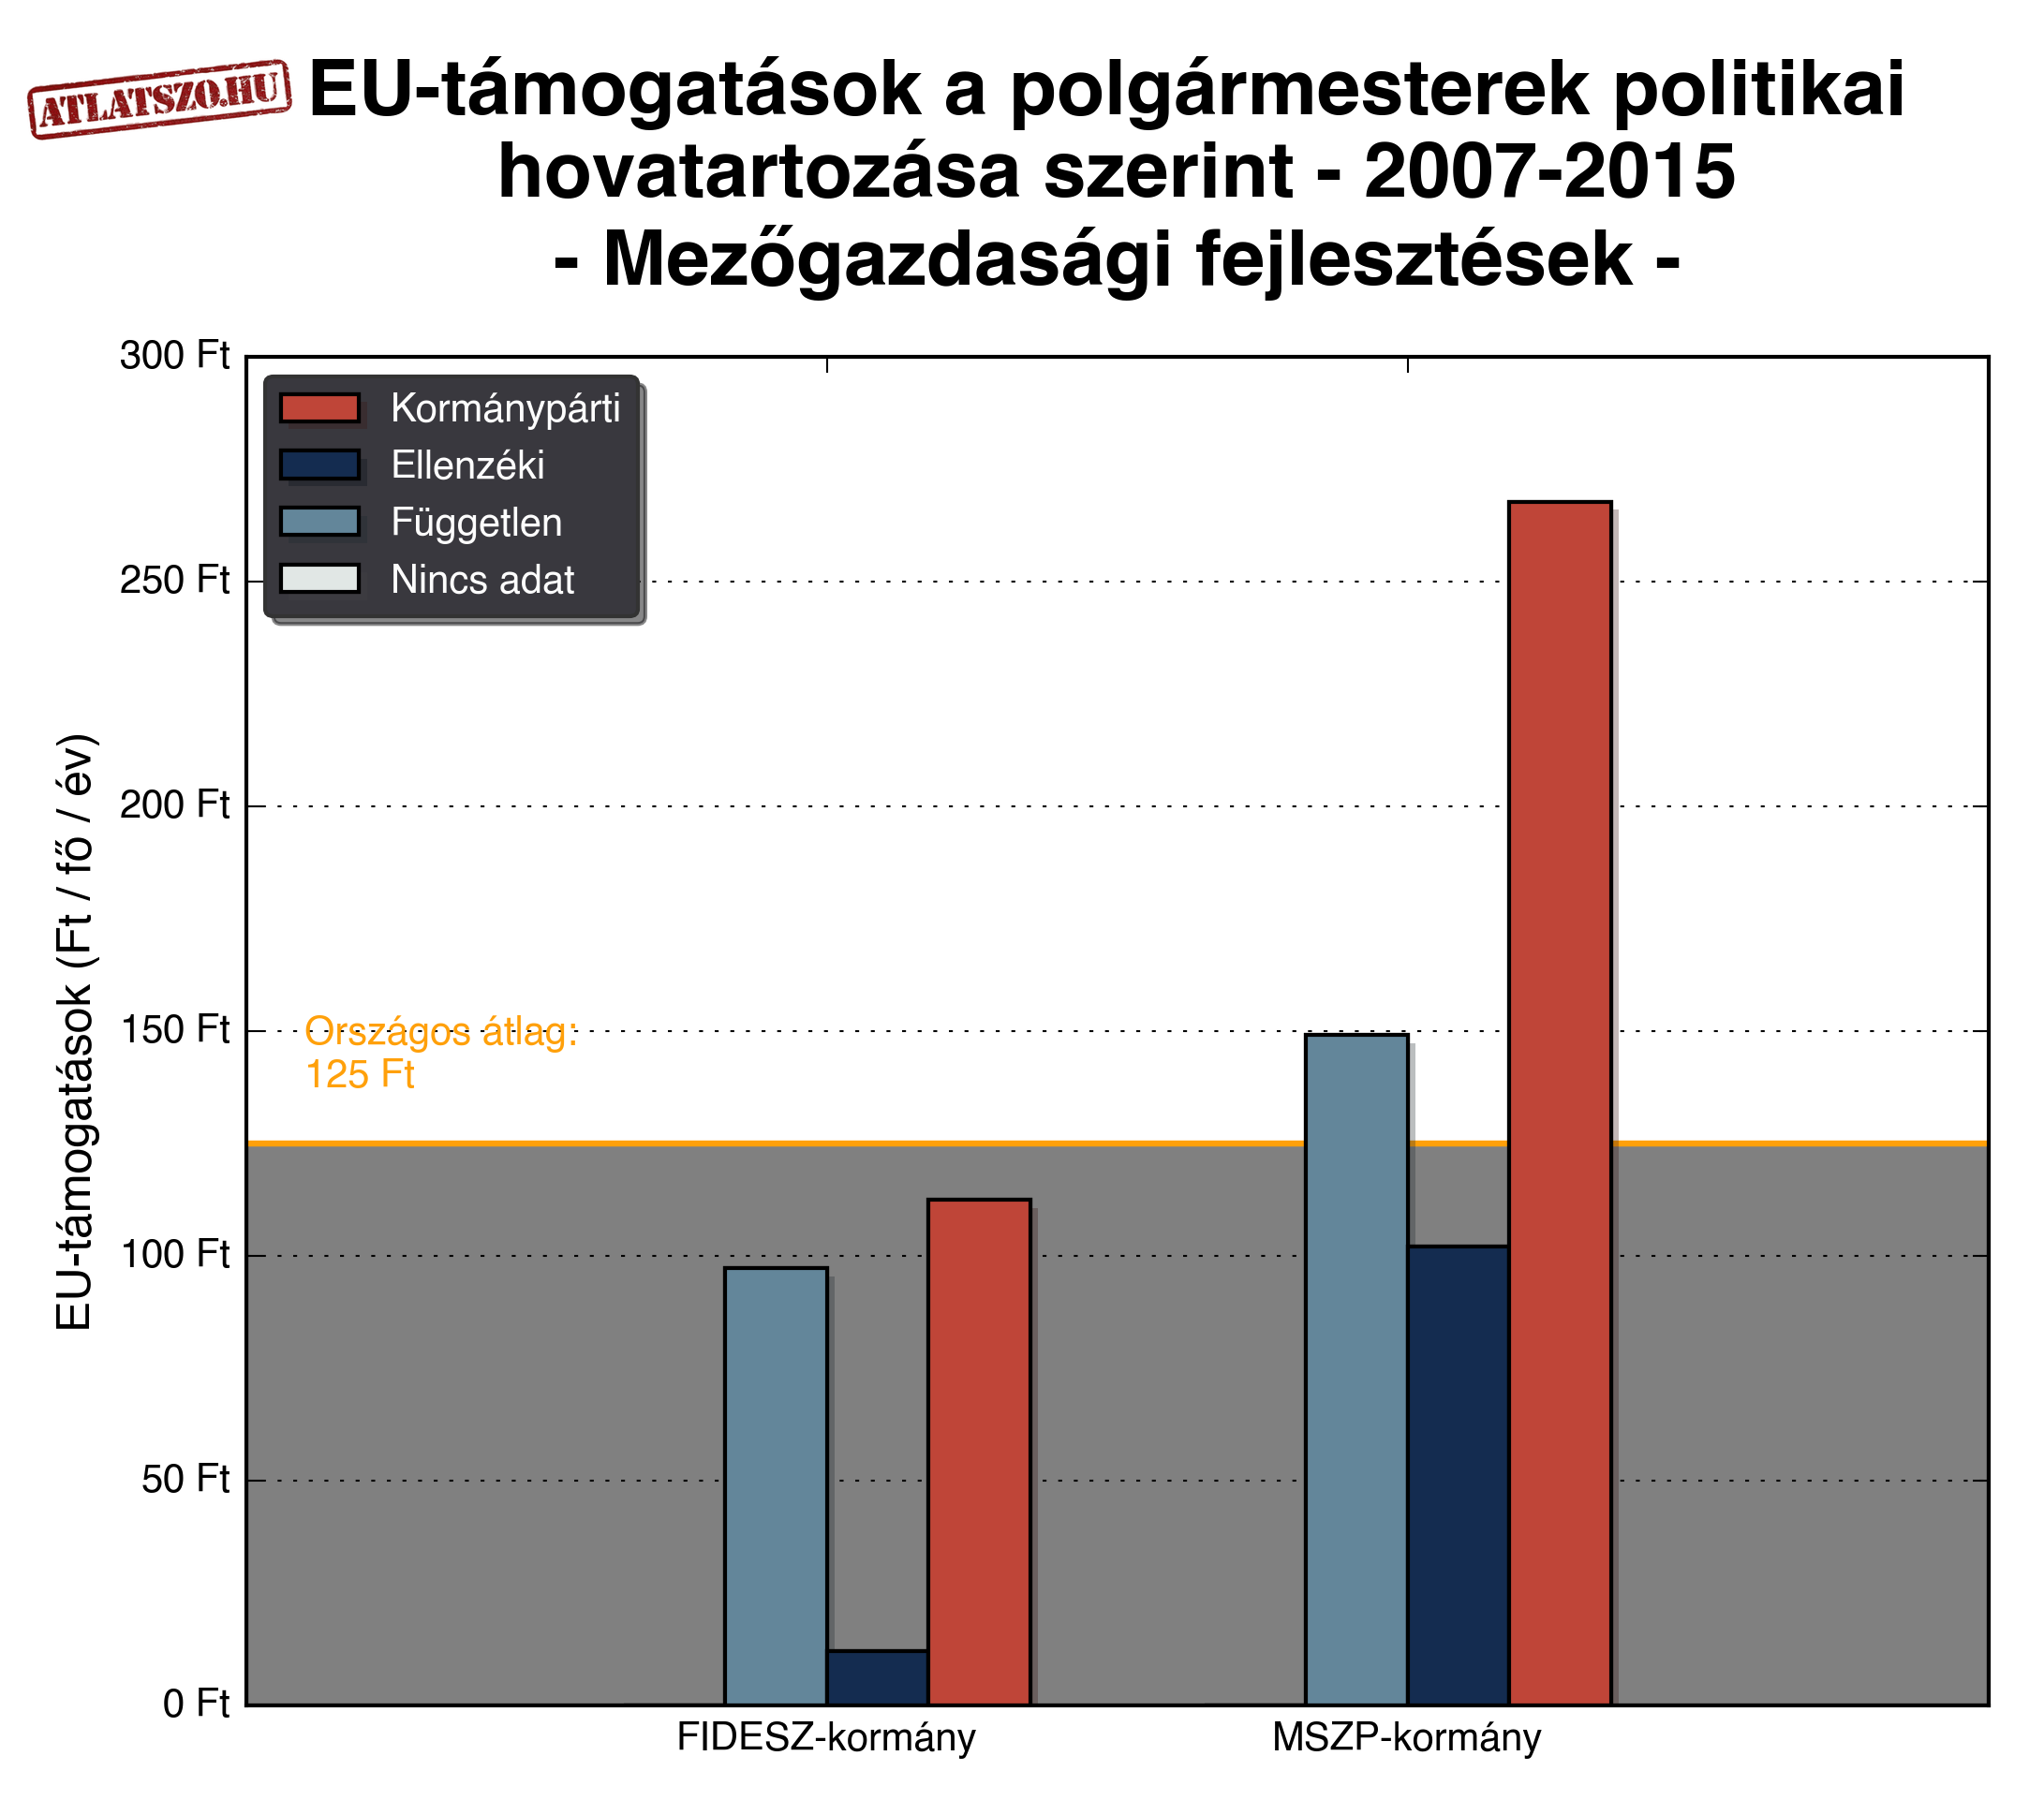 ATLATSZO.HU
EU-támogatások a polgármesterek politikai
hovatartozása szerint - 2007-2015
- Mezőgazdasági fejlesztések -
300 Ft
250 Ft
200 Ft
150 Ft
100 Ft
50 Ft
0 Ft
EU-támogatások (Ft / fő / év)
Kormánypárti
Ellenzéki
Független
Nincs adat
Országos átlag:
125 Ft
FIDESZ-kormány
MSZP-kormány